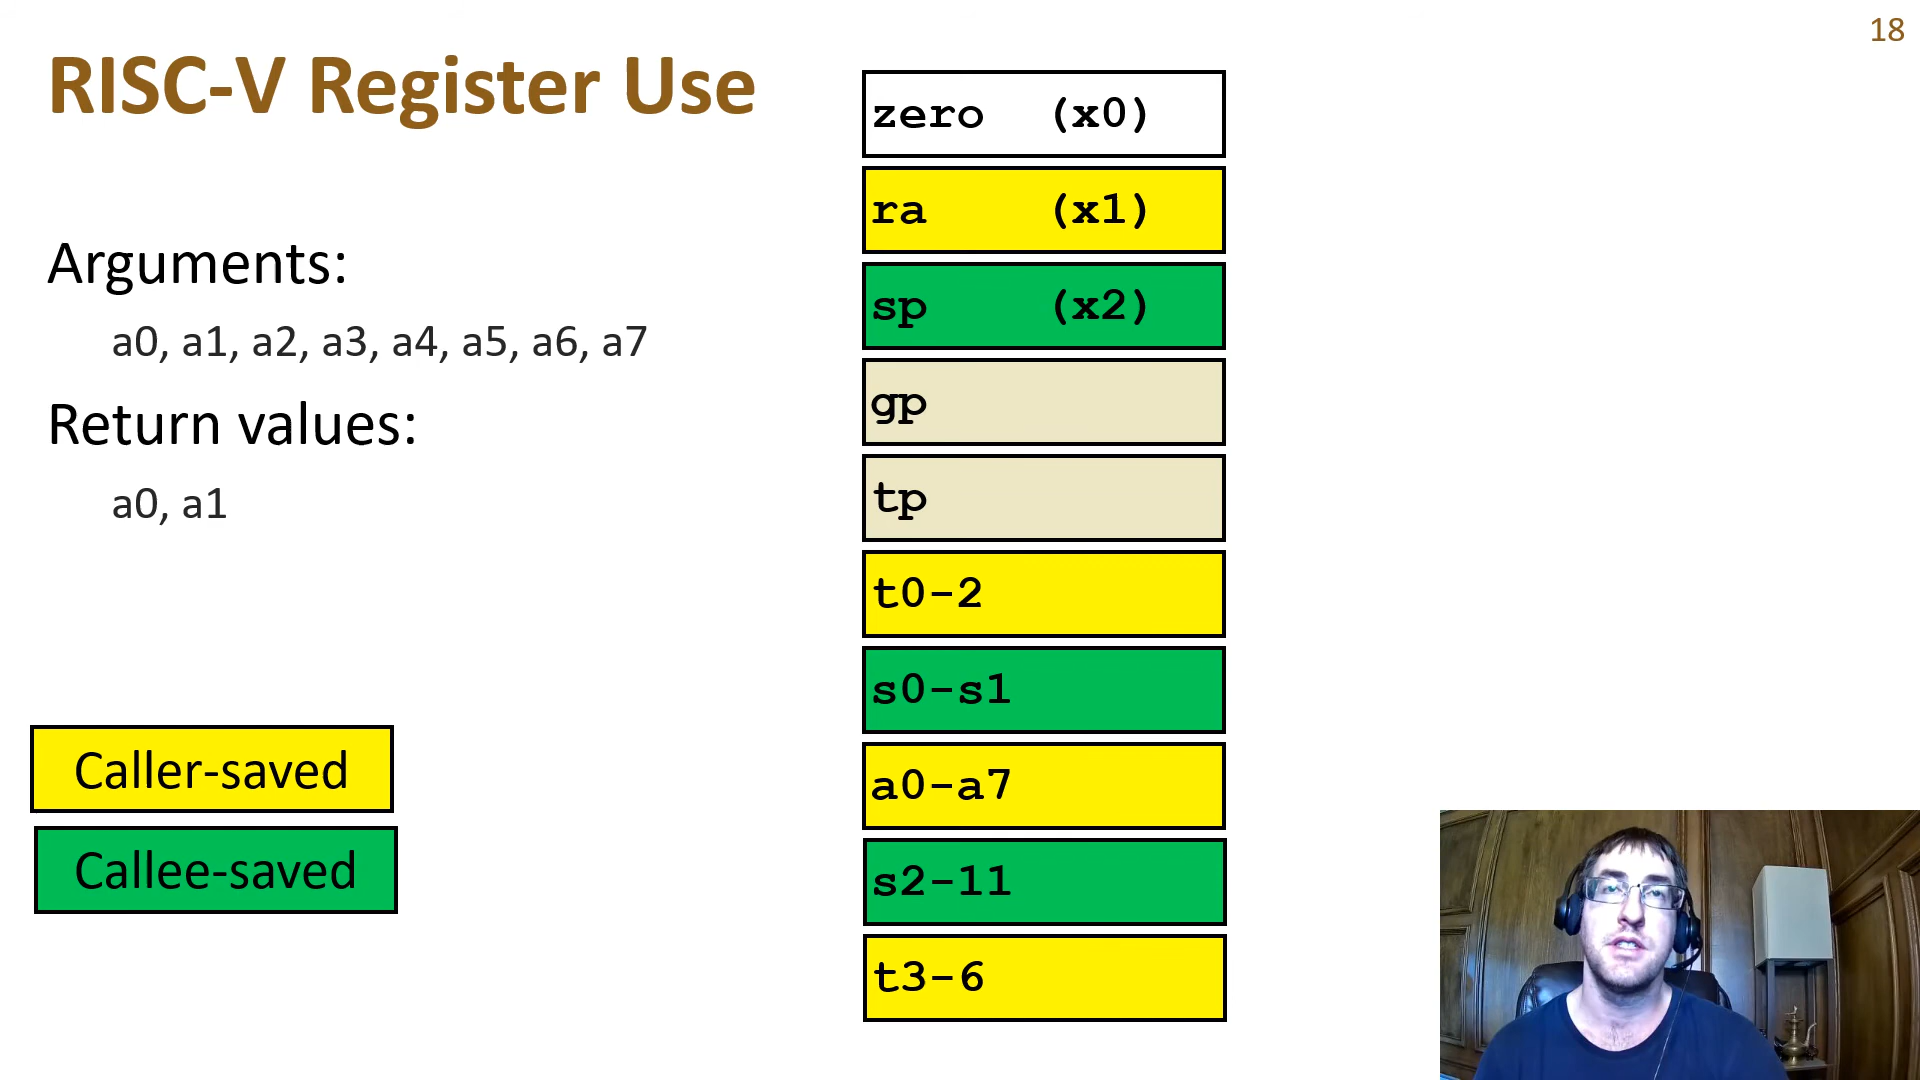 18
RISC-V Register Use
Arguments:
a0, a1, a2, a3, a4, a5, a6, a7
Return values:
a0, a1
Caller-saved
Callee-saved
zero (x0)
ra (x1)
sp (x2)
gp
tp
t0-2
s0-s1
a0-a7
s2-11
t3-6